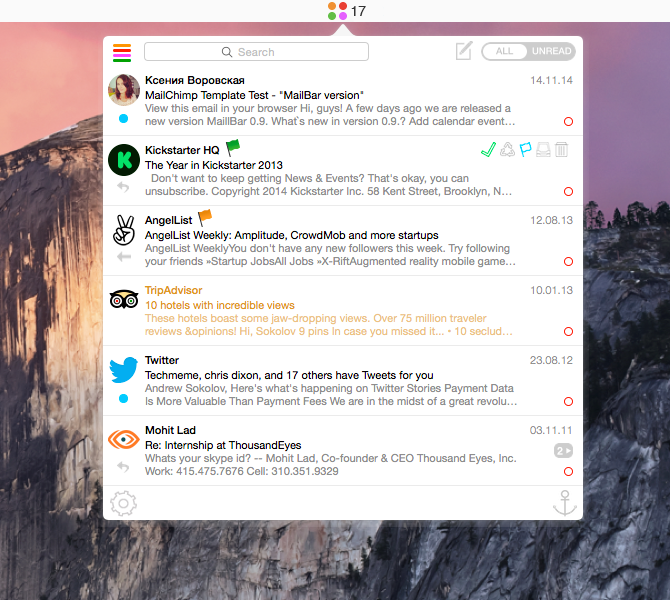 17
Search
ALL UNREAD
Ксения Воровская 14.11.14
MailChimp Template Test - "MailBar version"
View this email in your browser Hi, guys! A few days ago we are released a
new version MaillBar 0.9. What`s new in version 0.9.? Add calendar event…
Kickstarter HQ
The Year in Kickstarter 2013
Don't want to keep getting News & Events? That's okay, you can
unsubscribe. Copyright 2014 Kickstarter Inc. 58 Kent Street, Brooklyn, N…
AngelList 12.08.13
AngelList Weekly: Amplitude, CrowdMob and more startups
AngelList WeeklyYou don't have any new followers this week. Try following
your friends »Startup JobsAll Jobs »X-RiftAugmented reality mobile game…
TripAdvisor 10.01.13
10 hotels with incredible views
These hotels boast some jaw-dropping views. Over 75 million traveler
reviews &opinions! Hi, Sokolov 9 pins In case you missed it... • 10 seclud…
Twitter 23.08.12
Techmeme, chris dixon, and 17 others have Tweets for you
Andrew Sokolov, Here's what's happening on Twitter Stories Payment Data
Is More Valuable Than Payment Fees We are in the midst of a great revolu…
Mohit Lad 03.11.11
Re: Internship at ThousandEyes
2
Whats your skype id? -- Mohit Lad, Co-founder & CEO Thousand Eyes, Inc.
Work: 415.475.7676 Cell: 310.351.9329